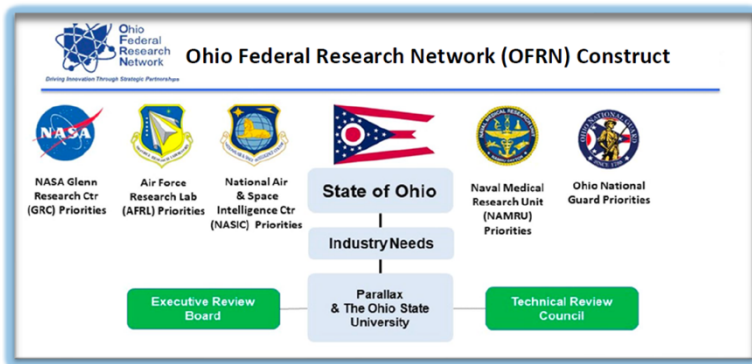 Ohio
Federal
Research
Network
Driving Innovation Through Strategic Partnerships
Ohio Federal Research Network (OFRN) Construct
NASA
NASA Glenn
Research Ctr
(GRC) Priorities
Air Force
Research Lab
(AFRL) Priorities
National Air
& Space
Intelligence Ctr
(NASIC) Priorities
State of Ohio
Naval Medical
Research Unit
(NAMRU)
Priorities
OHIO NATIONAL GUARD
Ohio National
Guard Priorities
Industry Needs
Executive Review
Board
Parallax
& The Ohio State
University
Technical Review
Council